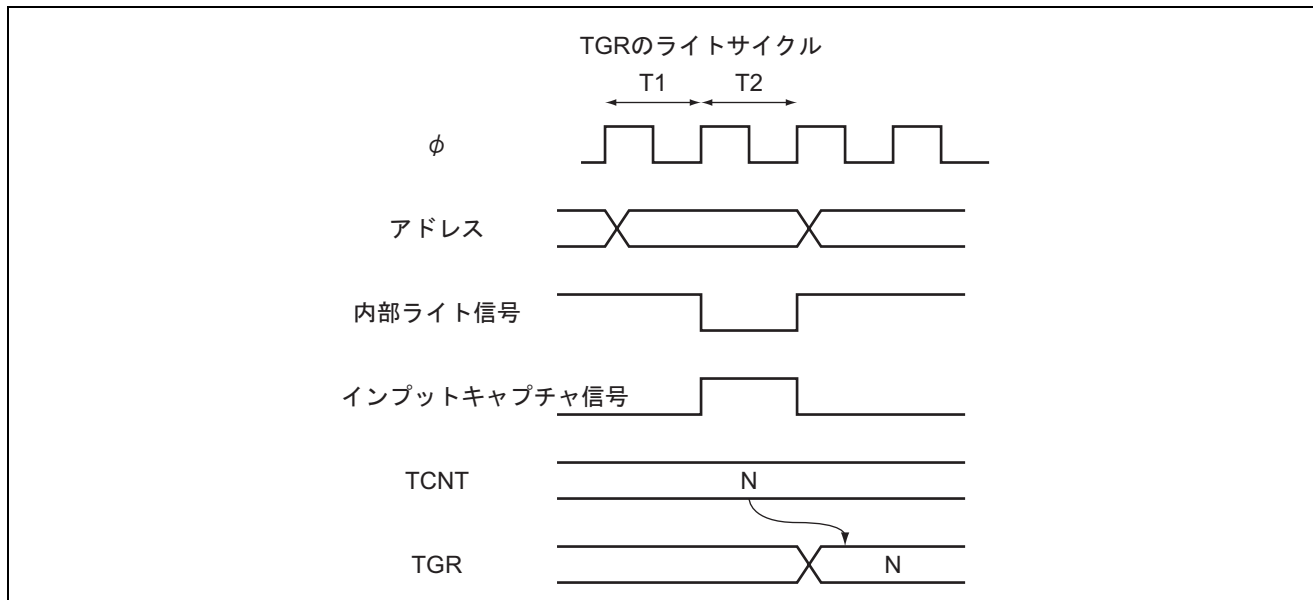 TGRのライトサイクル
T1 T2
φ
アドレス
内部ライト信号
インプットキャプチャ信号
TCNT N
TGR N